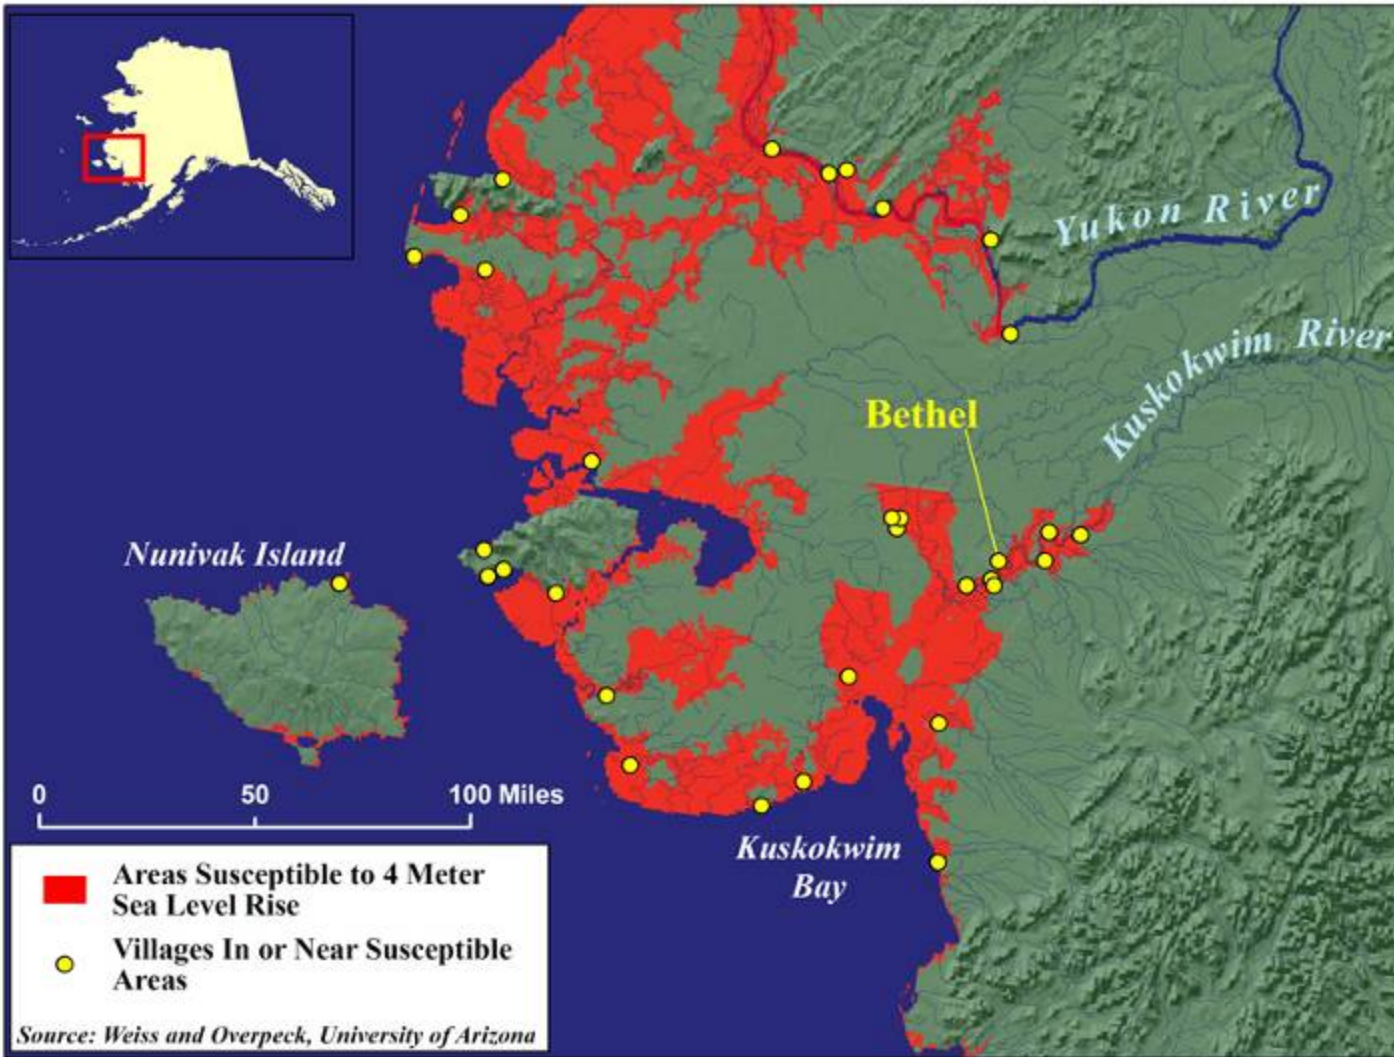 Yukon River
Kuskokwim River
Bethel
Nunivak Island
0 50 100 Miles
Kuskokwim
Bay
Areas Susceptible to 4 Meter
Sea Level Rise
Villages In or Near Susceptible
Areas
Source: Weiss and Overpeck, University of Arizona